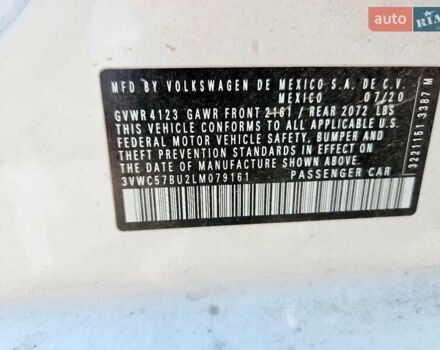 AUTO
.RIA
MFD BY VOLKSWAGEN DE MEXICO S.A. DE C.V.
MEXICO 07/20
GVWR 4123 GAWR FRONT 2161 / REAR 2072 LBS
THIS VEHICLE CONFORMS TO ALL APPLICABLE U.S.
FEDERAL MOTOR VEHICLE SAFETY, BUMPER AND
THEFT PREVENTION STANDARDS IN EFFECT ON
THE DATE OF MANUFACTURE SHOWN ABOVE.
3VWC57BU2LM079161 PASSENGER CAR
3221161 3387 M